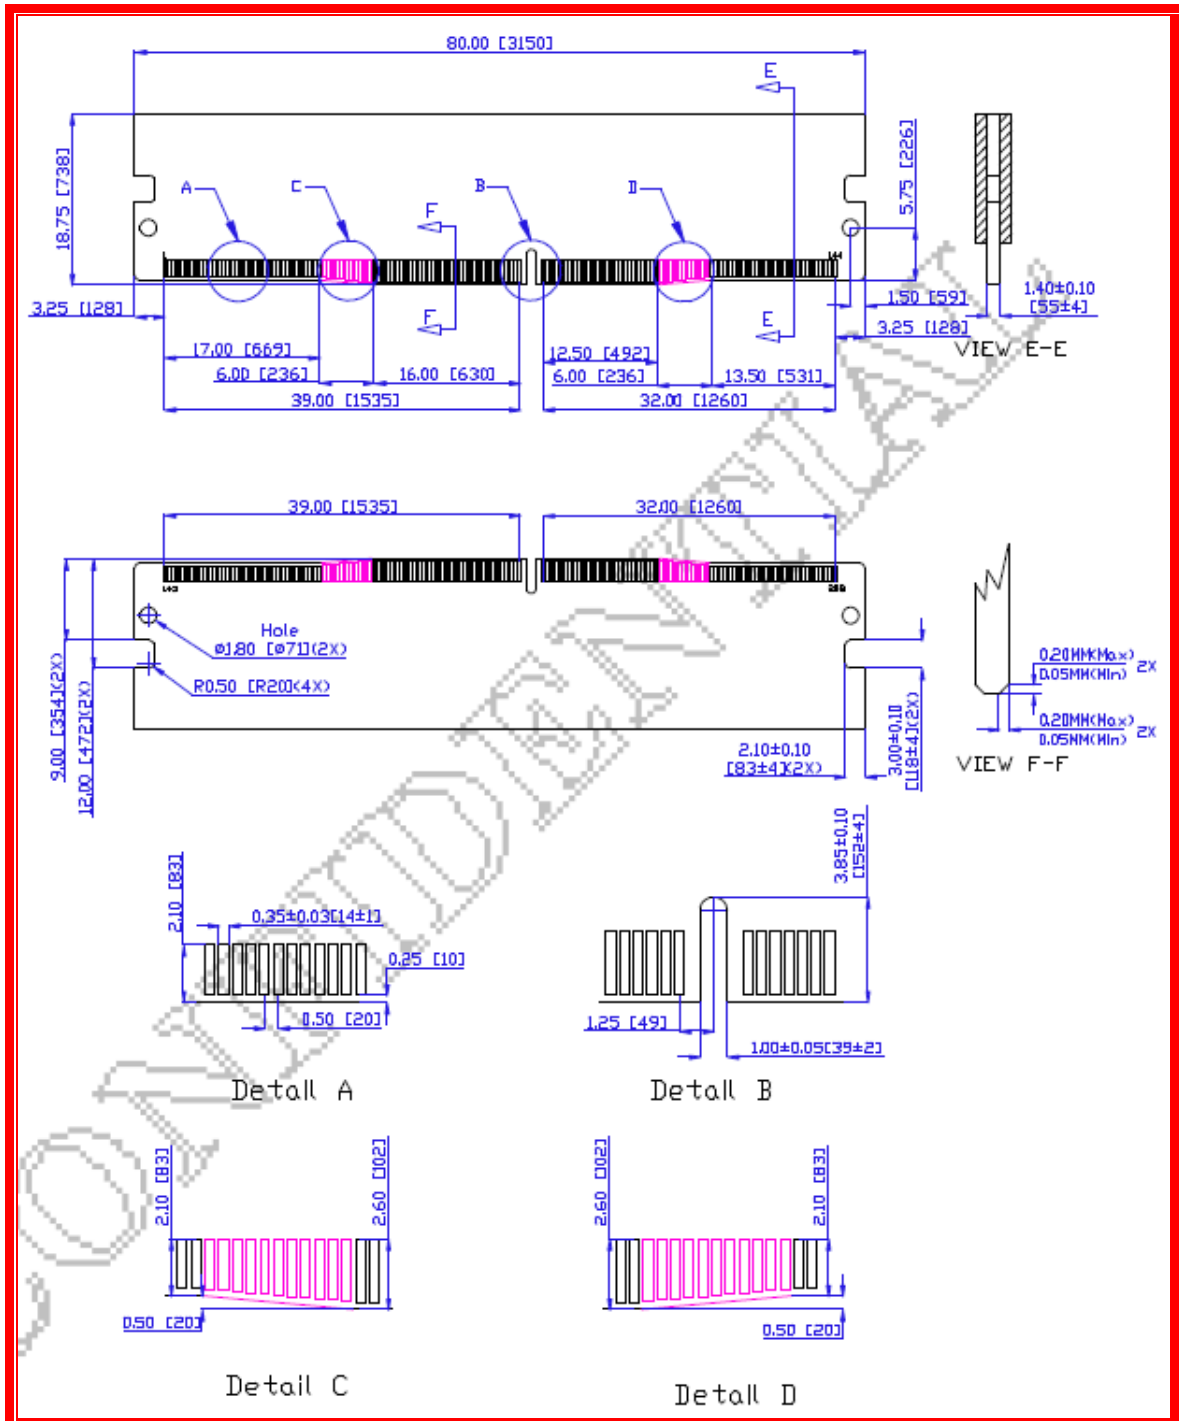 80.00 [3150]
E
18.75 [738]
5.75 [226]
A
C
B
D
F
1
144
F
E
3.25 [128]
1.50 [59]
1.40±0.10
[55±4]
3.25 [128]
VIEW E-E
17.00 [669]
12.50 [492]
6.00 [236]
16.00 [630]
6.00 [236]
13.50 [531]
39.00 [1535]
32.00 [1260]
39.00 [1535]
32.00 [1260]
Hole
ø1.80 [ø71](2X)
R0.50 [R20](4X)
9.00 [354](2X)
12.00 [472](2X)
2.10±0.10
[83±4](2X)
3.00±0.10
[118±4](2X)
0.20MM(Max)
0.05MM(Min)
2X
0.20MM(Max)
0.05MM(Min)
2X
VIEW F-F
2.10 [83]
0.35±0.03[14±1]
0.25 [10]
0.50 [20]
Detail A
3.85±0.10
[152±4]
1.25 [49]
1.00±0.05[39±2]
Detail B
2.10 [83]
2.60 [102]
0.50 [20]
Detail C
2.60 [102]
2.10 [83]
0.50 [20]
Detail D
CONFIDENTIAL